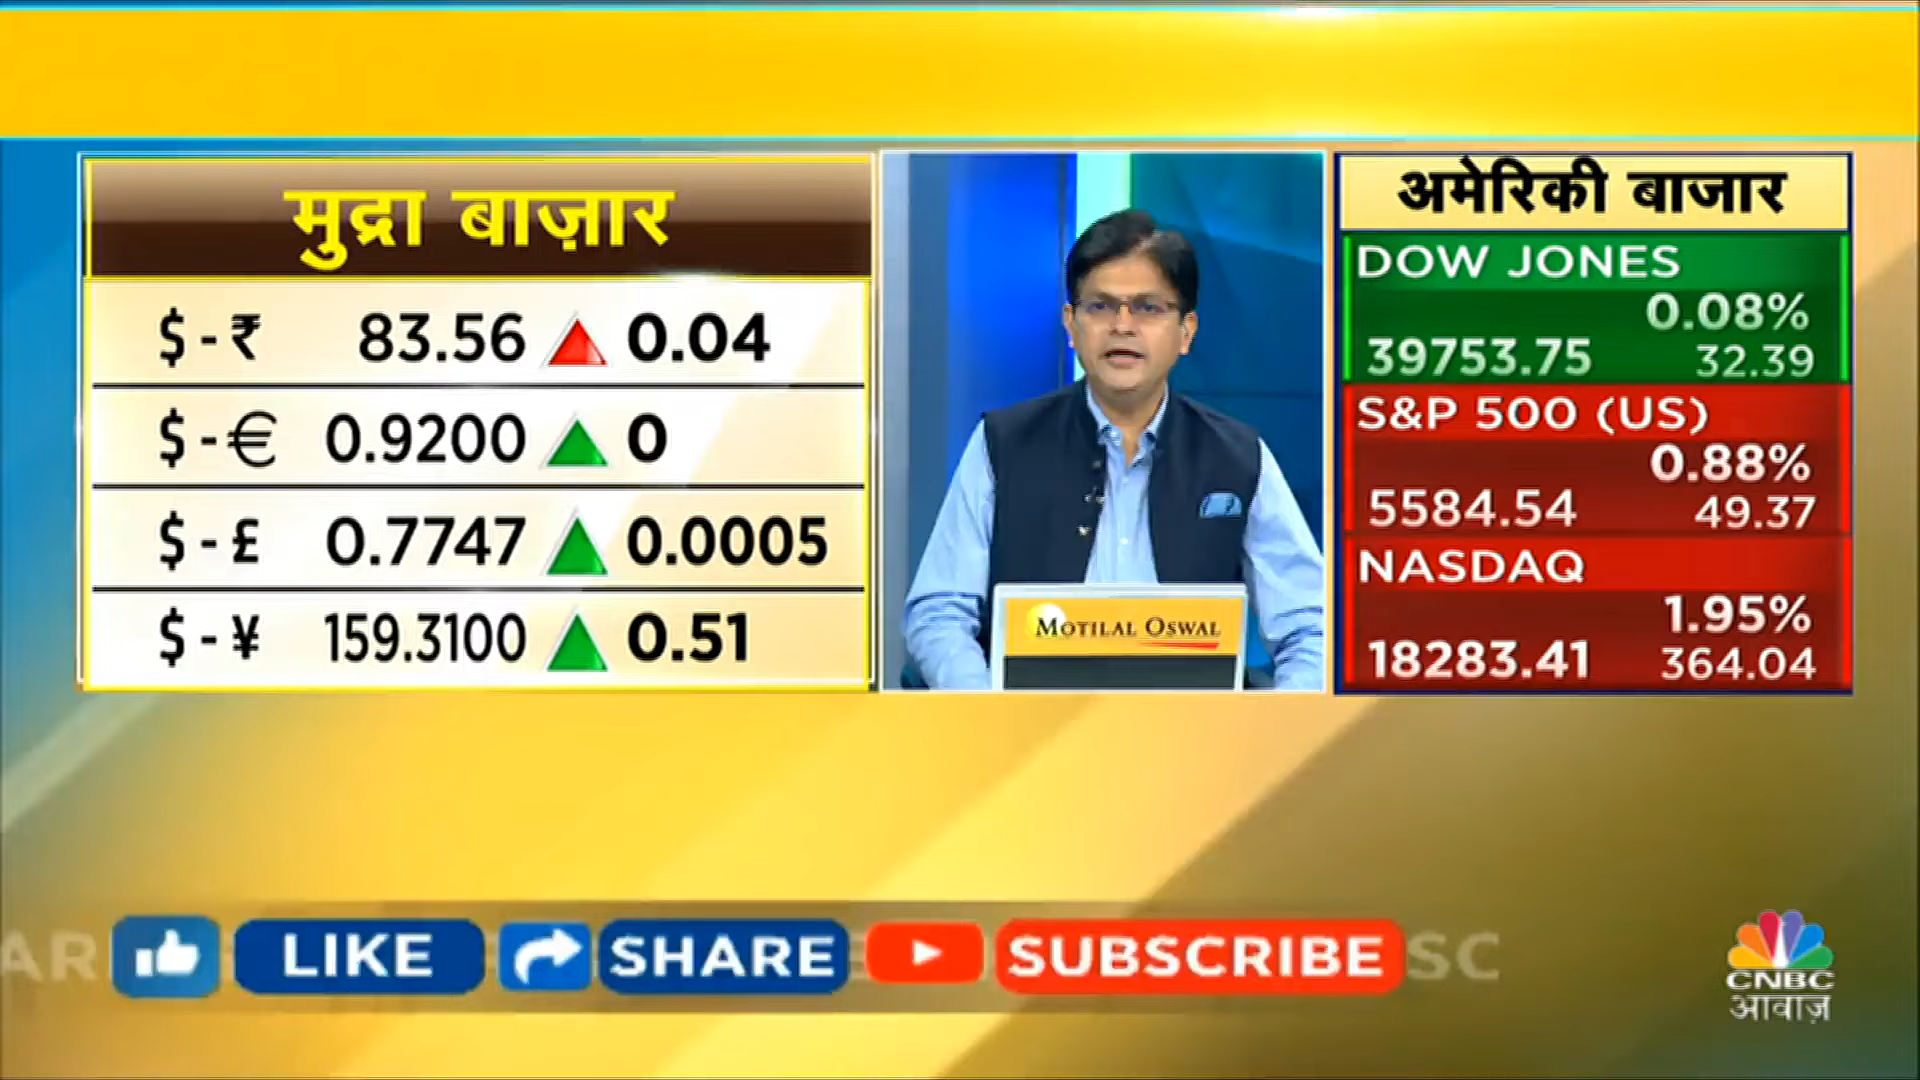 मुद्रा बाज़ार
$-₹ 83.56 0.04
$-€ 0.9200 0
$-£ 0.7747 0.0005
$-¥ 159.3100 0.51
MOTILAL OSWAL
अमेरिकी बाजार
DOW JONES
0.08%
39753.75 32.39
S&P 500 (US)
0.88%
5584.54 49.37
NASDAQ
1.95%
18283.41 364.04
AR LIKE SHARE SUBSCRIBE SC
CNBC
आवाज़